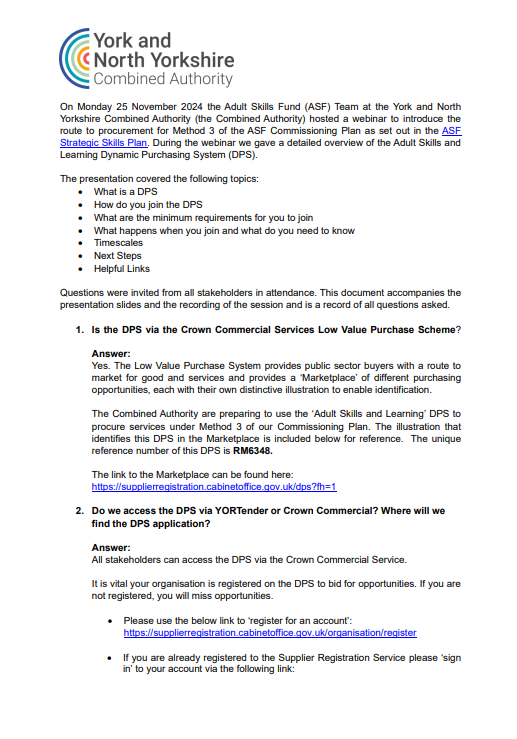 York and
North Yorkshire
Combined Authority
On Monday 25 November 2024 the Adult Skills Fund (ASF) Team at the York and North
Yorkshire Combined Authority (the Combined Authority) hosted a webinar to introduce the
route to procurement for Method 3 of the ASF Commissioning Plan as set out in the ASF
Strategic Skills Plan. During the webinar we gave a detailed overview of the Adult Skills and
Learning Dynamic Purchasing System (DPS).
The presentation covered the following topics:
• What is a DPS
• How do you join the DPS
• What are the minimum requirements for you to join
• What happens when you join and what do you need to know
• Timescales
• Next Steps
• Helpful Links
Questions were invited from all stakeholders in attendance. This document accompanies the
presentation slides and the recording of the session and is a record of all questions asked.
1. Is the DPS via the Crown Commercial Services Low Value Purchase Scheme?
Answer:
Yes. The Low Value Purchase System provides public sector buyers with a route to
market for good and services and provides a ‘Marketplace’ of different purchasing
opportunities, each with their own distinctive illustration to enable identification.
The Combined Authority are preparing to use the ‘Adult Skills and Learning’ DPS to
procure services under Method 3 of our Commissioning Plan. The illustration that
identifies this DPS in the Marketplace is included below for reference. The unique
reference number of this DPS is RM6348.
The link to the Marketplace can be found here:
https://supplierregistration.cabinetoffice.gov.uk/dps?fh=1
2. Do we access the DPS via YORTender or Crown Commercial? Where will we
find the DPS application?
Answer:
All stakeholders can access the DPS via the Crown Commercial Service.
It is vital your organisation is registered on the DPS to bid for opportunities. If you are
not registered, you will miss opportunities.
• Please use the below link to ‘register for an account’:
https://supplierregistration.cabinetoffice.gov.uk/organisation/register
• If you are already registered to the Supplier Registration Service please ‘sign
in’ to your account via the following link: